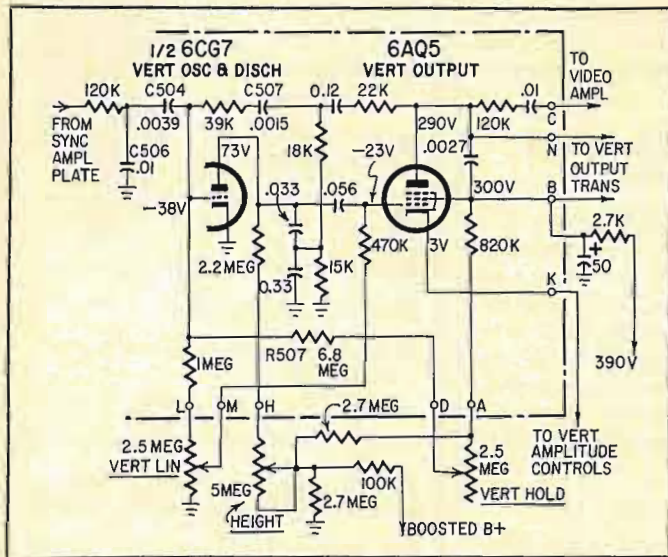 1/2 6CG7
VERT OSC & DISCH
6AQ5
VERT OUTPUT
TO
VIDEO
AMPL
120K
C504
.0039
39K
C507
.0015
0.12
22K
120K
.01
C
FROM
SYNC
AMPL
PLATE
C506
.01
73V
18K
-23V
290V
.0027
N
TO VERT
OUTPUT
TRANS
-38V
.033
.056
300V
B
2.7K
2.2 MEG
470K
3V
820K
+
50
0.33
15K
K
1MEG
R507
6.8
MEG
390V
L
M
H
2.7 MEG
D
A
2.5 MEG
VERT LIN
5MEG
HEIGHT
2.7MEG
100K
BOOSTED B+
2.5
MEG
VERT HOLD
TO VERT
AMPLITUDE
CONTROLS